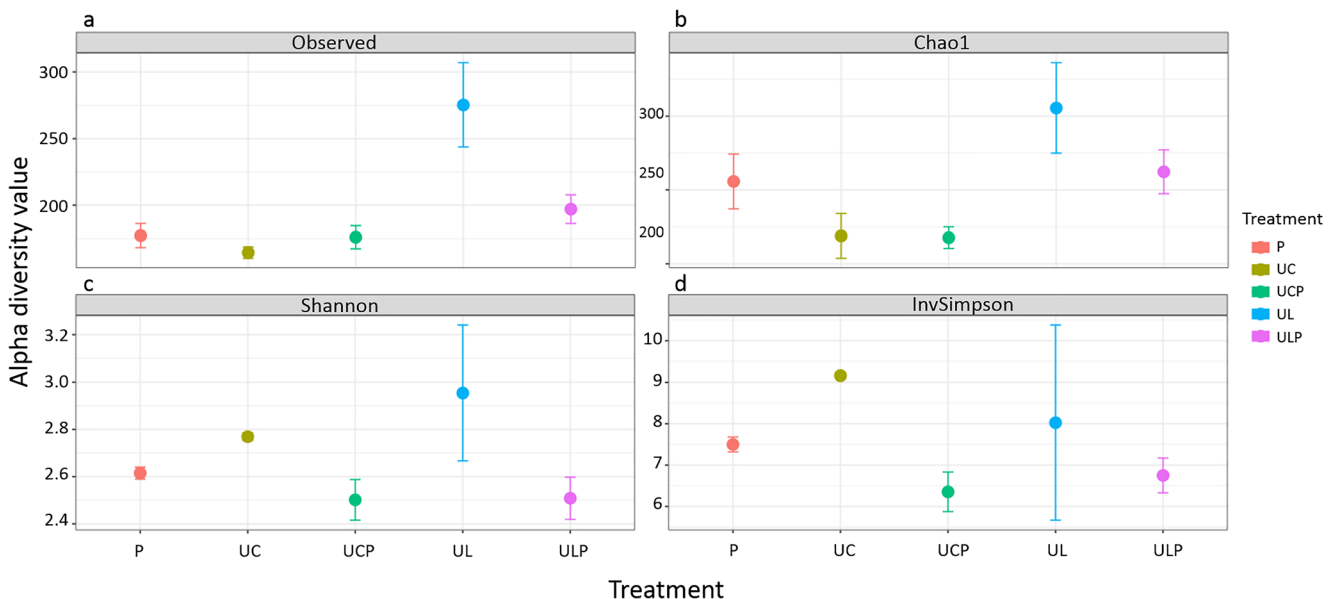 a
Observed
300
250
200
b
Chao1
300
250
200
Alpha diversity value
c
Shannon
3.2
3.0
2.8
2.6
2.4
P UC UCP UL ULP
d
InvSimpson
10
9
8
7
6
P UC UCP UL ULP
Treatment
Treatment
P
UC
UCP
UL
ULP